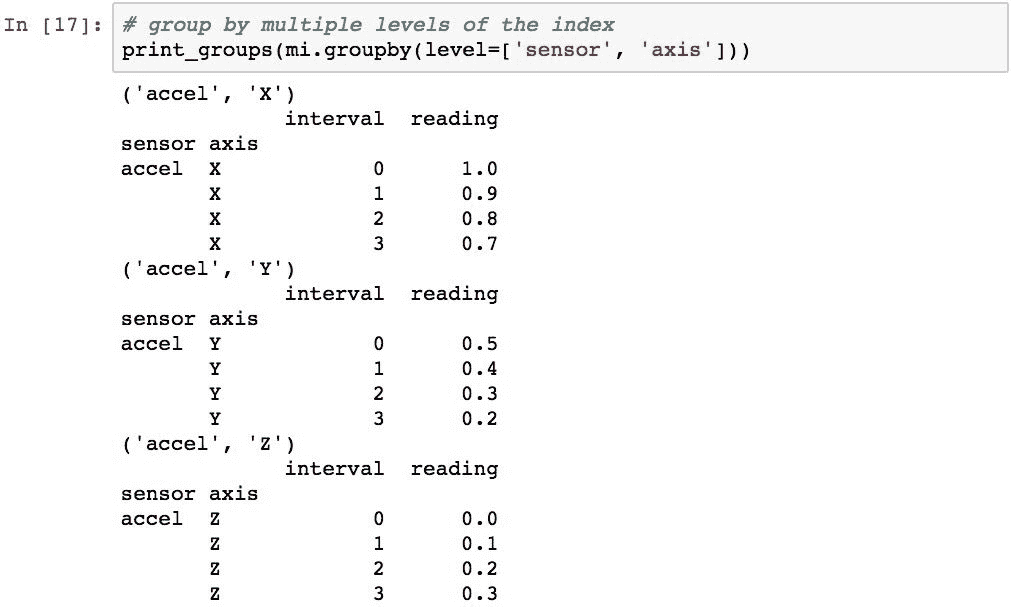 In [17]: # group by multiple levels of the index
print_groups(mi.groupby(level=['sensor', 'axis']))
('accel', 'X')
interval reading
sensor axis
accel X 0 1.0
X 1 0.9
X 2 0.8
X 3 0.7
('accel', 'Y')
interval reading
sensor axis
accel Y 0 0.5
Y 1 0.4
Y 2 0.3
Y 3 0.2
('accel', 'Z')
interval reading
sensor axis
accel Z 0 0.0
Z 1 0.1
Z 2 0.2
Z 3 0.3